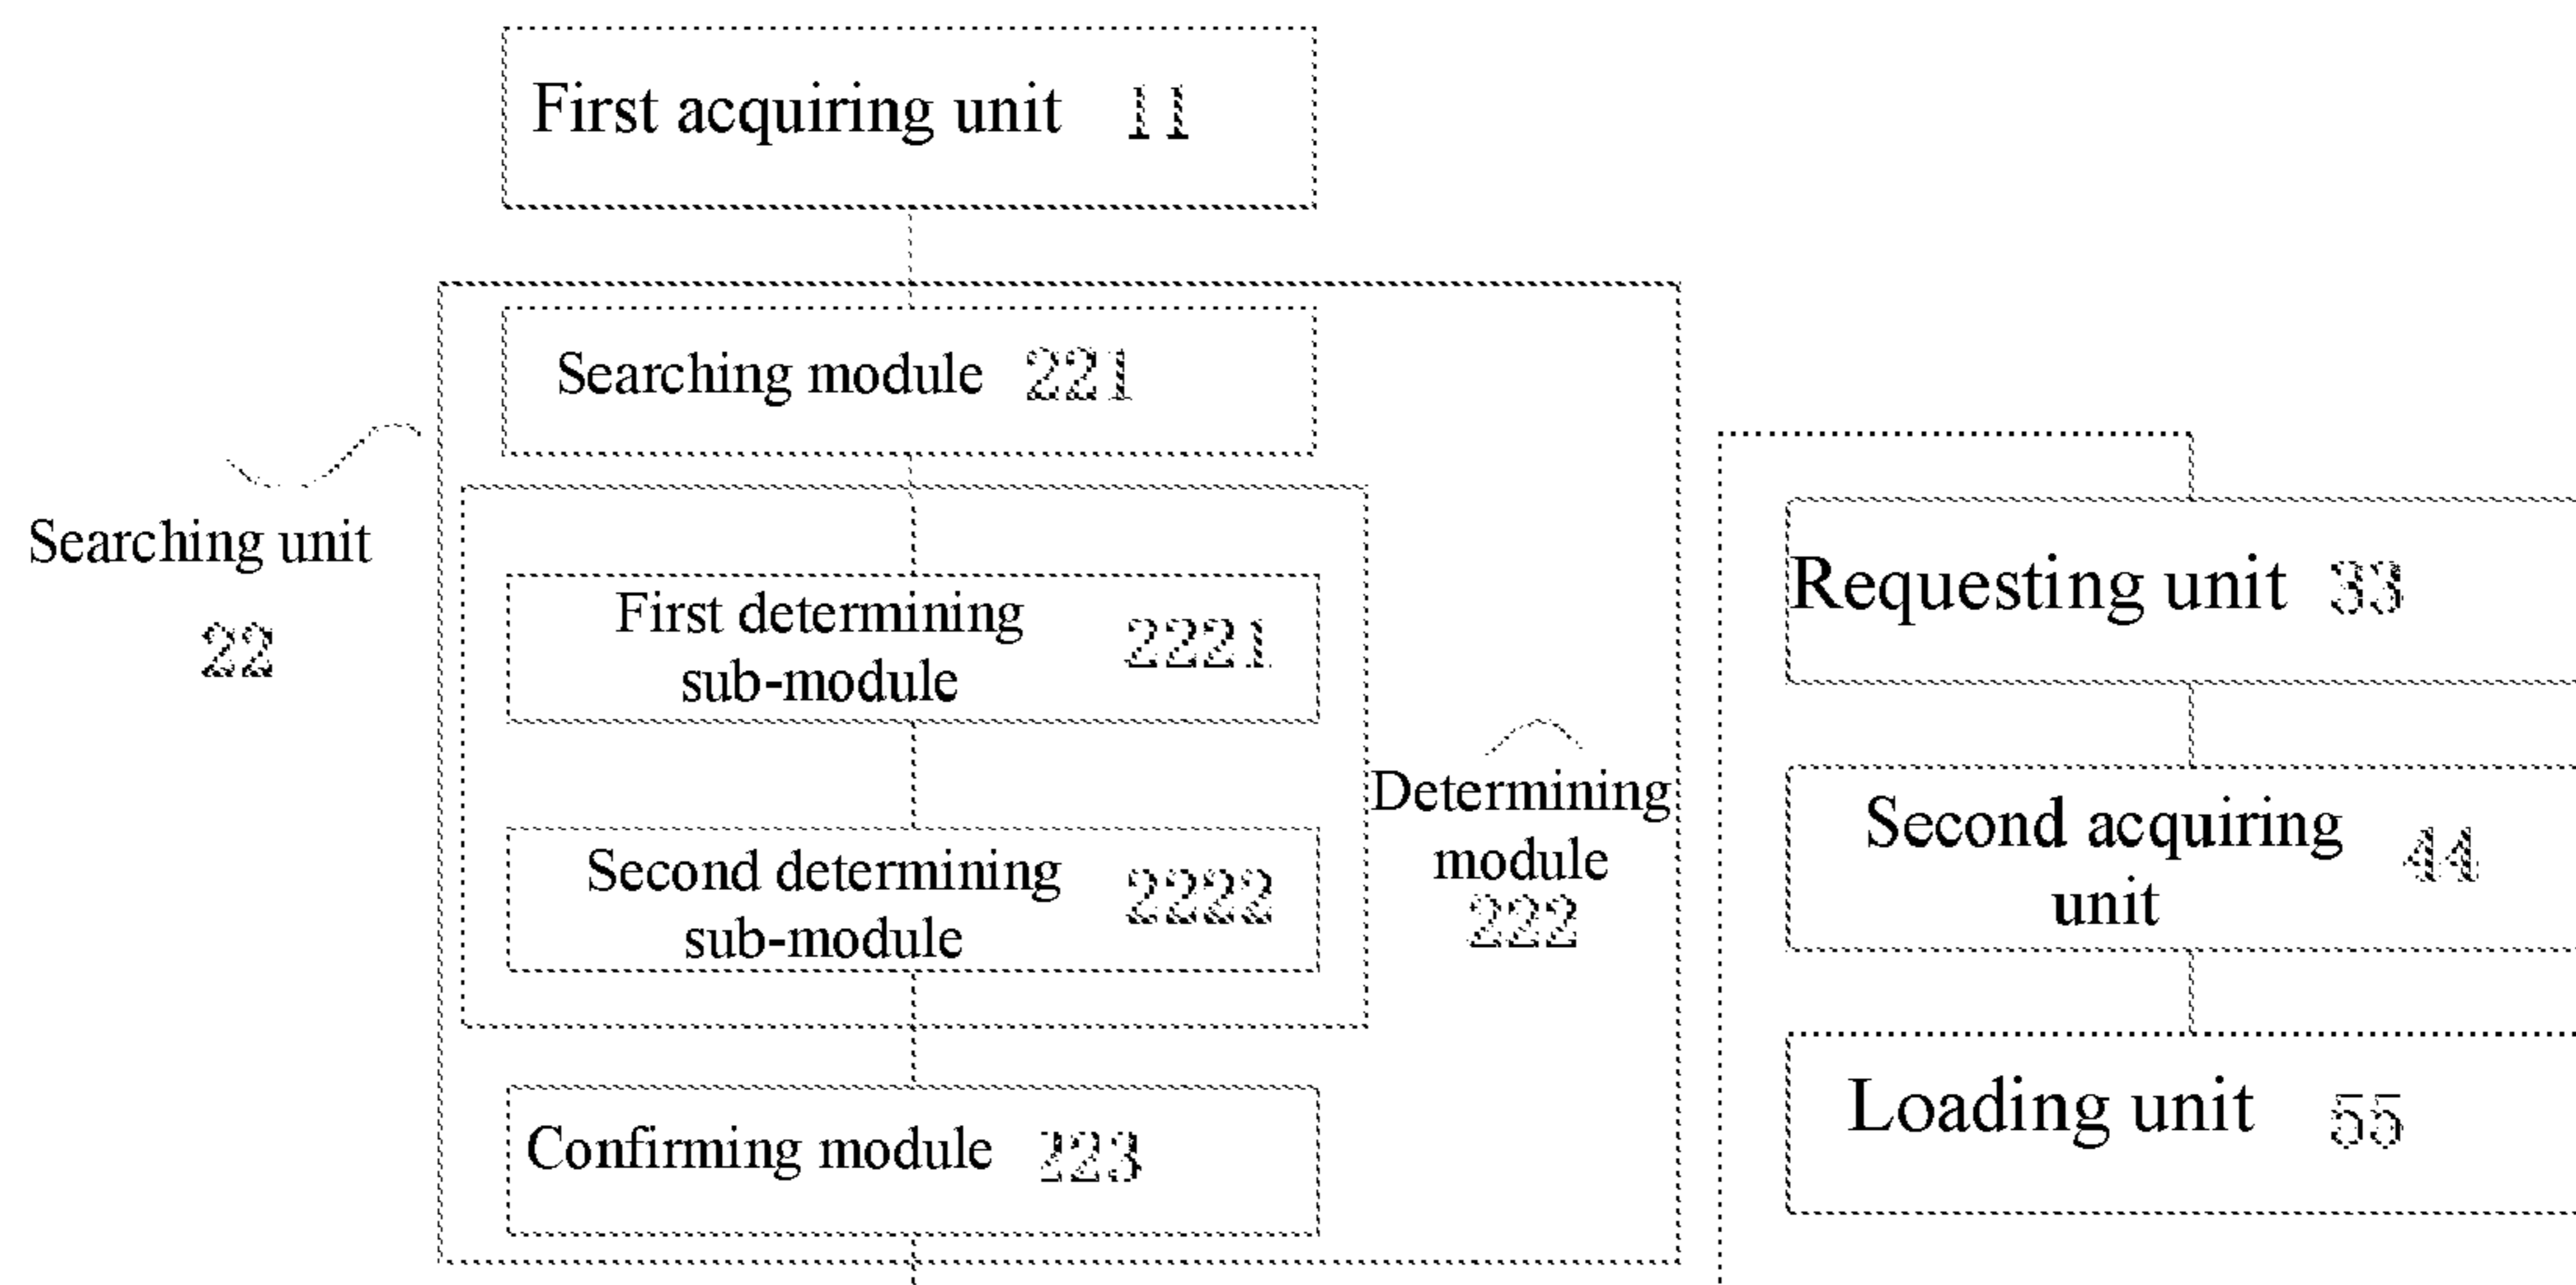 First acquiring unit 11
Searching module 221
Searching unit
22
First determining
sub-module 2221
Second determining
sub-module 2222
Determining
module
222
Confirming module 223
Requesting unit 33
Second acquiring
unit 44
Loading unit 55